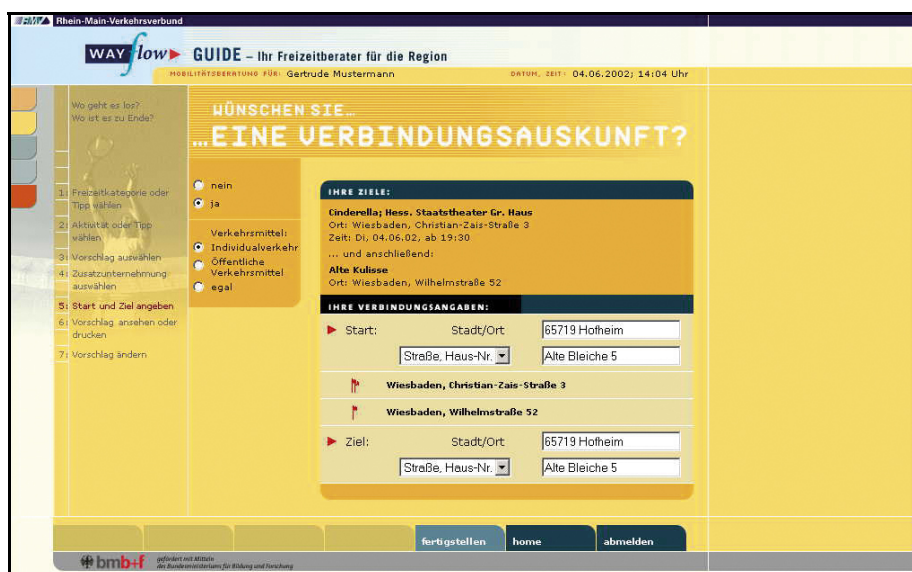 Rhein-Main-Verkehrsverbund
WAYflow GUIDE – Ihr Freizeitberater für die Region
MOBILITÄTSBERATUNG FÜR: Gertrude Mustermann
DATUM, ZEIT: 04.06.2002; 14:04 Uhr
Wo geht es los?
Wo ist es zu Ende?
WÜNSCHEN SIE...
...EINE VERBINDUNGSAUSKUNFT?
1: Freizeitkategorie oder
Tipp wählen
2: Aktivität oder Tipp
wählen
3: Vorschlag auswählen
4: Zusatzunternehmung
auswählen
5: Start und Ziel angeben
6: Vorschlag ansehen oder
drucken
7: Vorschlag ändern
nein
ja
Verkehrsmittel:
Individualverkehr
Öffentliche
Verkehrsmittel
egal
IHRE ZIELE:
Cinderella; Hess. Staatstheater Gr. Haus
Ort: Wiesbaden, Christian-Zais-Straße 3
Zeit: Di, 04.06.02, ab 19:30
... und anschließend:
Alte Kulisse
Ort: Wiesbaden, Wilhelmstraße 52
IHRE VERBINDUNGSANGABEN:
Start: Stadt/Ort 65719 Hofheim
Straße, Haus-Nr. Alte Bleiche 5
Wiesbaden, Christian-Zais-Straße 3
Wiesbaden, Wilhelmstraße 52
Ziel: Stadt/Ort 65719 Hofheim
Straße, Haus-Nr. Alte Bleiche 5
fertigstellen home abmelden
bmb+f gefördert mit Mitteln
des Bundesministeriums für Bildung und Forschung